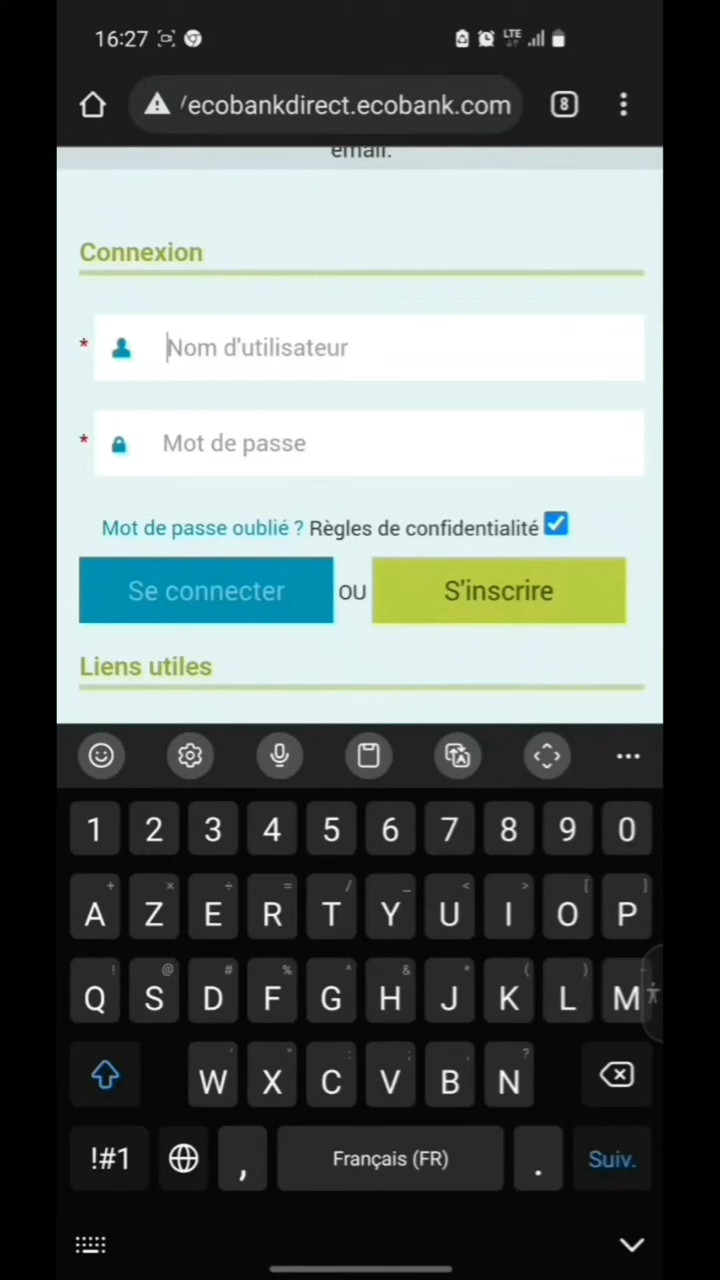 16:27 LTE
/ecobankdirect.ecobank.com 8
email.
Connexion
* Nom d'utilisateur
* Mot de passe
Mot de passe oublié ? Règles de confidentialité
Se connecter OU S'inscrire
Liens utiles
1 2 3 4 5 6 7 8 9 0
A Z E R T Y U I O P
Q S D F G H J K L M
W X C V B N
!#1 , Français (FR) . Suiv.